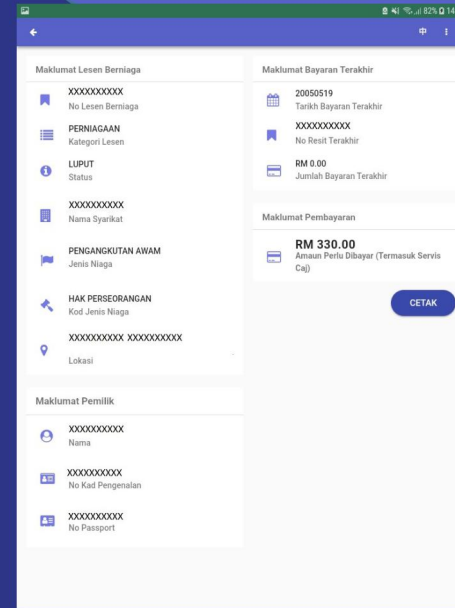 82% 14
中
Maklumat Lesen Berniaga
XXXXXXXXXX
No Lesen Berniaga
PERNIAGAAN
Kategori Lesen
LUPUT
Status
XXXXXXXXXX
Nama Syarikat
PENGANGKUTAN AWAM
Jenis Niaga
HAK PERSEORANGAN
Kod Jenis Niaga
XXXXXXXXXX XXXXXXXXXX
Lokasi
Maklumat Pemilik
XXXXXXXXXX
Nama
XXXXXXXXXX
No Kad Pengenalan
XXXXXXXXXX
No Passport
Maklumat Bayaran Terakhir
20050519
Tarikh Bayaran Terakhir
XXXXXXXXXX
No Resit Terakhir
RM 0.00
Jumlah Bayaran Terakhir
Maklumat Pembayaran
RM 330.00
Amaun Perlu Dibayar (Termasuk Servis
Caj)
CETAK